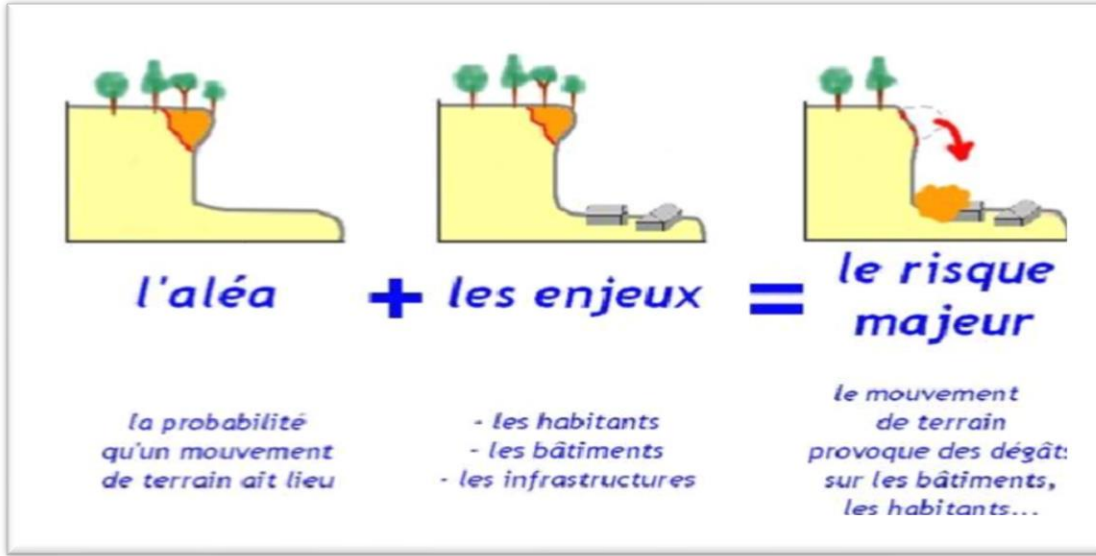 l'aléa
+
les enjeux
=
le risque
majeur
la probabilité
qu'un mouvement
de terrain ait lieu
- les habitants
- les bâtiments
- les infrastructures
le mouvement
de terrain
provoque des dégâts
sur les bâtiments,
les habitants...